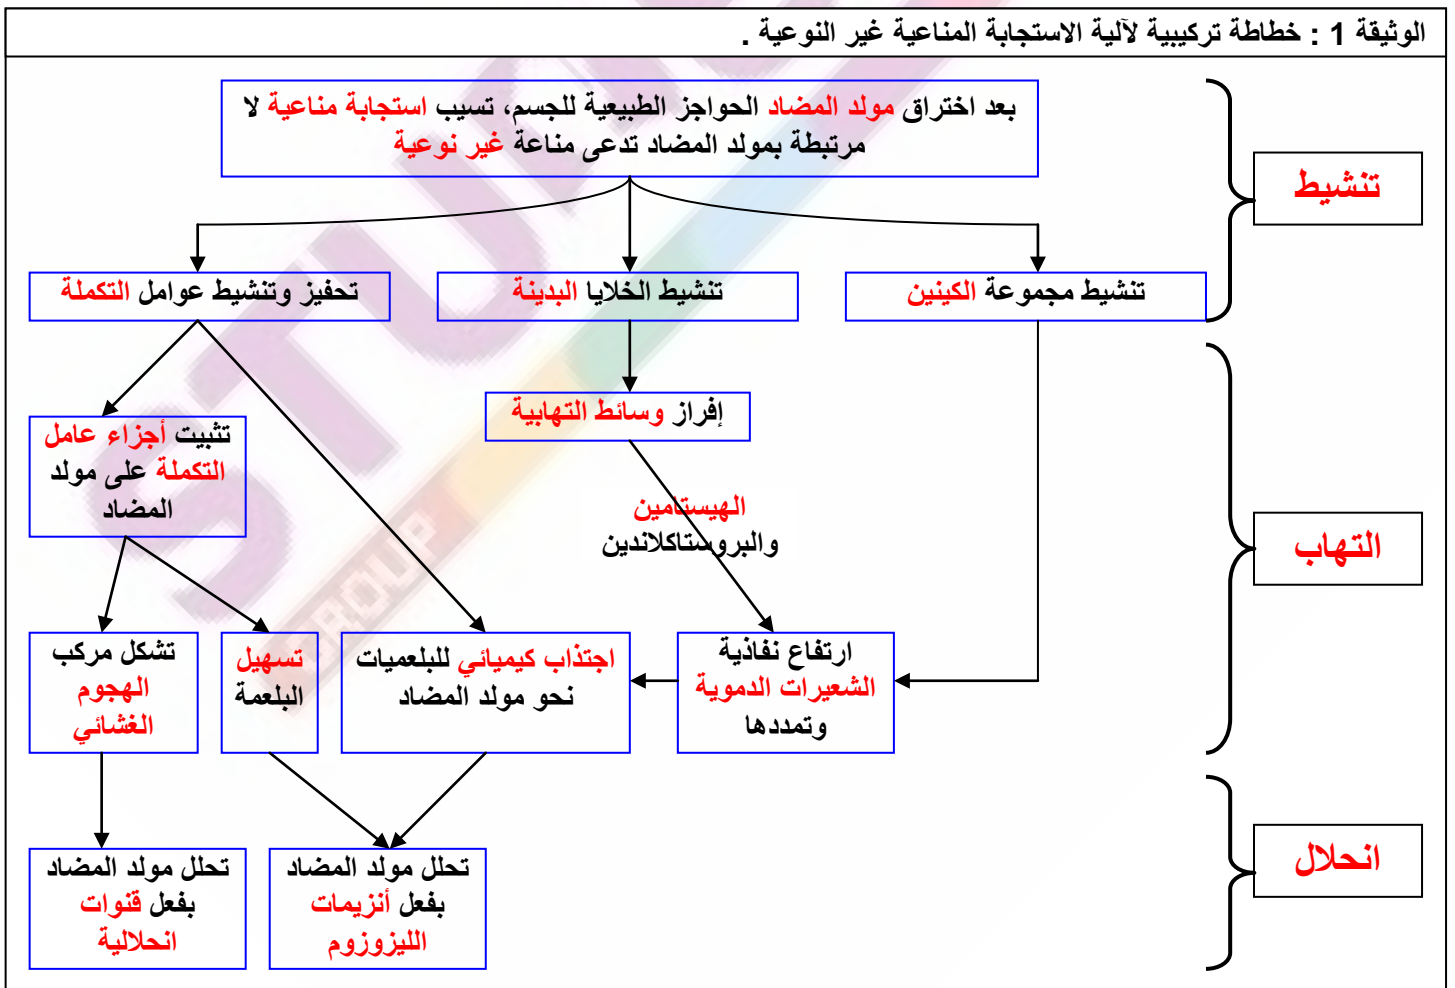 الوثيقة 1 : خطاطة تركيبية لآلية الاستجابة المناعية غير النوعية .
بعد اختراق مولد المضاد الحواجز الطبيعية للجسم، تسبب استجابة مناعية لا
مرتبطة بمولد المضاد تدعى مناعة غير نوعية
تنشيط
تنشيط مجموعة الكينين
تنشيط الخلايا البدينة
تحفيز وتنشيط عوامل التكملة
إفراز وسائط التهابية
تثبيت أجزاء عامل
التكملة على مولد
المضاد
الهيستامين
والبروستاكلاندين
التهاب
ارتفاع نفاذية
الشعيرات الدموية
وتمددها
اجتذاب كيميائي للبلعميات
نحو مولد المضاد
تسهيل
البلعمة
تشكل مركب
الهجوم
الغشائي
انحلال
تحلل مولد المضاد
بفعل أنزيمات
الليزوزوم
تحلل مولد المضاد
بفعل قنوات
انحلالية
GROUP